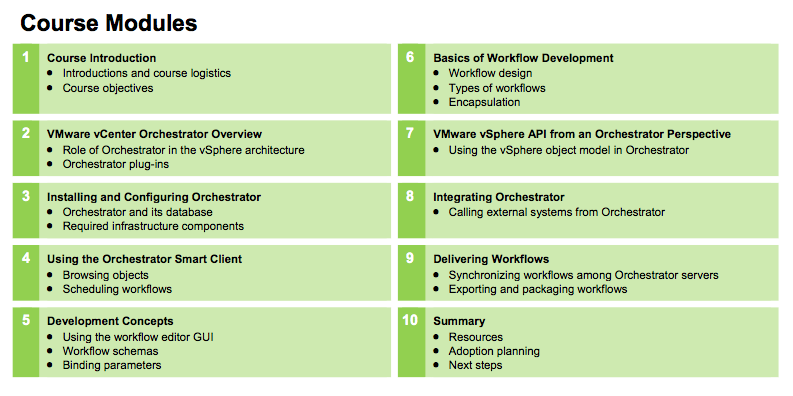 Course Modules
1 Course Introduction
• Introductions and course logistics
• Course objectives
2 VMware vCenter Orchestrator Overview
• Role of Orchestrator in the vSphere architecture
• Orchestrator plug-ins
3 Installing and Configuring Orchestrator
• Orchestrator and its database
• Required infrastructure components
4 Using the Orchestrator Smart Client
• Browsing objects
• Scheduling workflows
5 Development Concepts
• Using the workflow editor GUI
• Workflow schemas
• Binding parameters
6 Basics of Workflow Development
• Workflow design
• Types of workflows
• Encapsulation
7 VMware vSphere API from an Orchestrator Perspective
• Using the vSphere object model in Orchestrator
8 Integrating Orchestrator
• Calling external systems from Orchestrator
9 Delivering Workflows
• Synchronizing workflows among Orchestrator servers
• Exporting and packaging workflows
10 Summary
• Resources
• Adoption planning
• Next steps